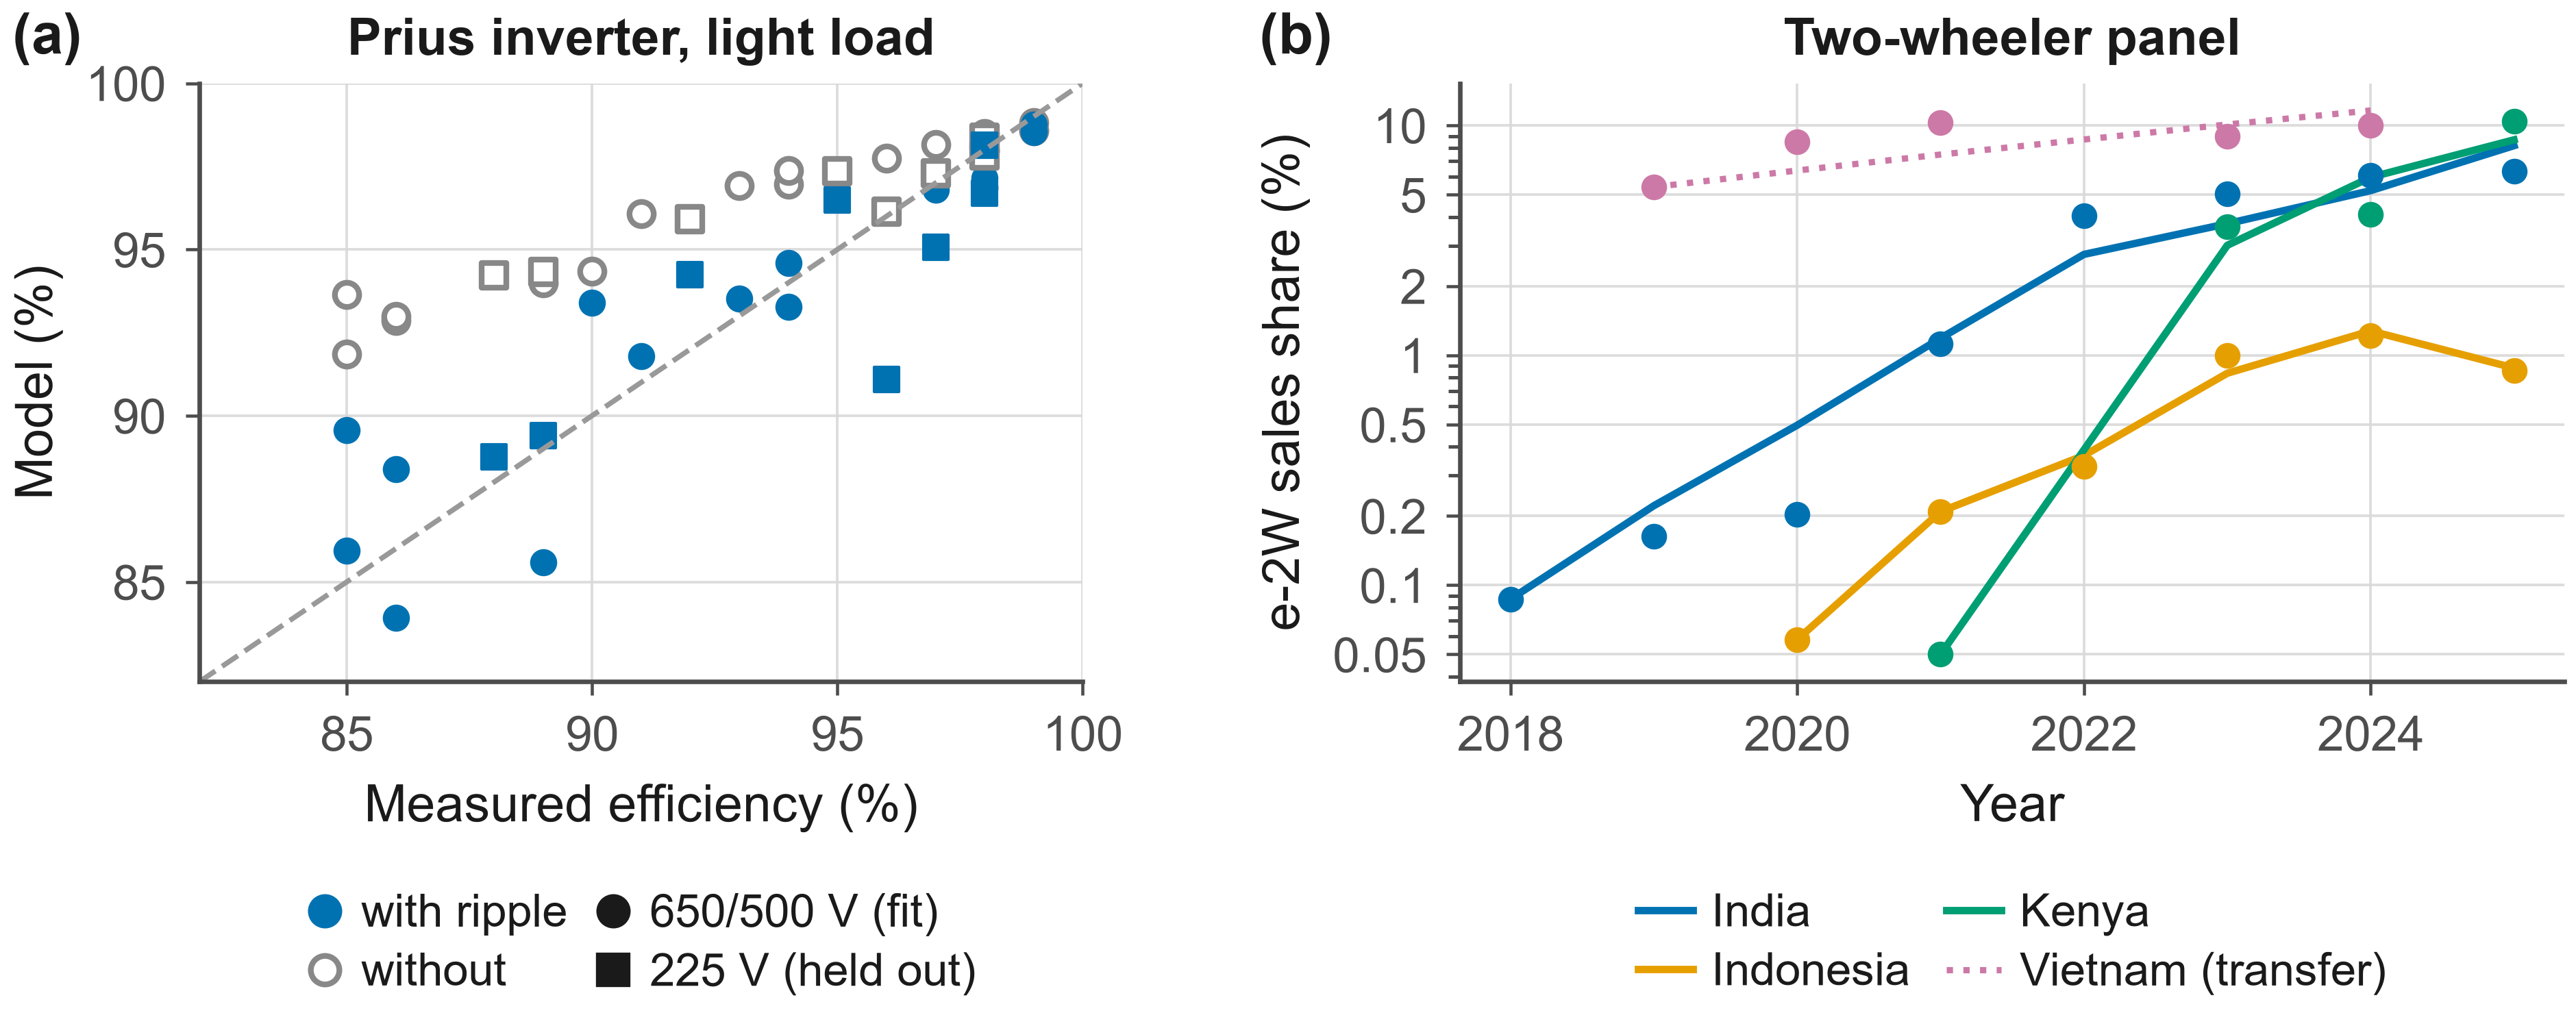 (a)
Prius inverter, light load
100
95
90
85
Model (%)
85
90
95
100
Measured efficiency (%)
with ripple
650/500 V (fit)
without
225 V (held out)
(b)
Two-wheeler panel
10
5
2
1
0.5
0.2
0.1
0.05
e-2W sales share (%)
2018
2020
2022
2024
Year
India
Kenya
Indonesia
Vietnam (transfer)